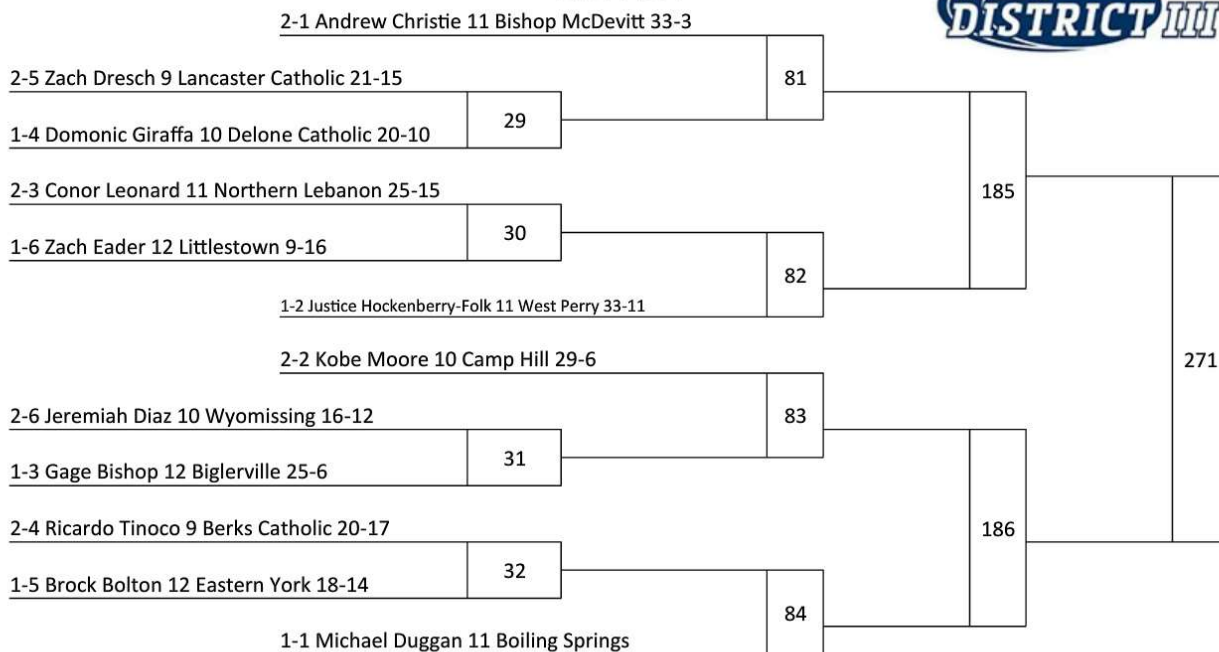 DISTRICT III
2-1 Andrew Christie 11 Bishop McDevitt 33-3
81
2-5 Zach Dresch 9 Lancaster Catholic 21-15
29
1-4 Domonic Giraffa 10 Delone Catholic 20-10
2-3 Conor Leonard 11 Northern Lebanon 25-15
185
30
1-6 Zach Eader 12 Littlestown 9-16
82
1-2 Justice Hockenberry-Folk 11 West Perry 33-11
2-2 Kobe Moore 10 Camp Hill 29-6
271
2-6 Jeremiah Diaz 10 Wyomissing 16-12
83
31
1-3 Gage Bishop 12 Biglerville 25-6
2-4 Ricardo Tinoco 9 Berks Catholic 20-17
186
32
1-5 Brock Bolton 12 Eastern York 18-14
84
1-1 Michael Duggan 11 Boiling Springs